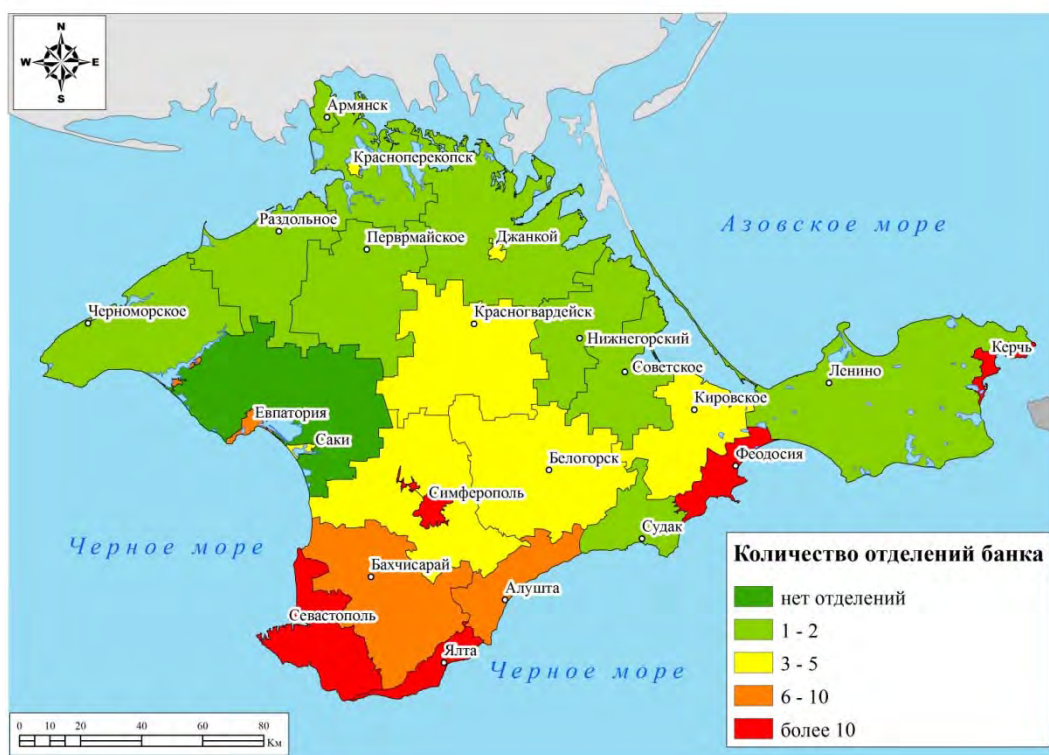 N
W E
S
Армянск
Красноперекопск
Раздольное
Перврмайское
Джанкой
Азовское море
Черноморское
Красногвардейск
Нижнегорский
Керчь
Советское
Ленино
Кировское
Евпатория
Саки
Белогорск
Феодосия
Симферополь
Судак
Черное море
Бахчисарай
Алушта
Севастополь
Ялта
Черное море
Количество отделений банка
нет отделений
1 - 2
3 - 5
6 - 10
более 10
0 10 20 40 60 80
Км